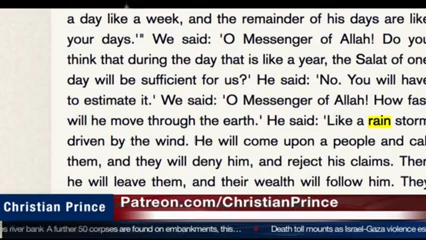 a day like a week, and the remainder of his days are like
your days.'" We said: 'O Messenger of Allah! Do you
think that during the day that is like a year, the Salat of one
day will be sufficient for us?' He said: 'No. You will have
to estimate it.' We said: 'O Messenger of Allah! How fas
will he move through the earth.' He said: 'Like a rain storm
driven by the wind. He will come upon a people and cal
them, and they will deny him, and reject his claims. Then
he will leave them, and their wealth will follow him. They
Christian Prince
Patreon.com/ChristianPrince
s river bank. A further 50 corpses are found on embankments, this… Death toll mounts as Israel-Gaza violence es